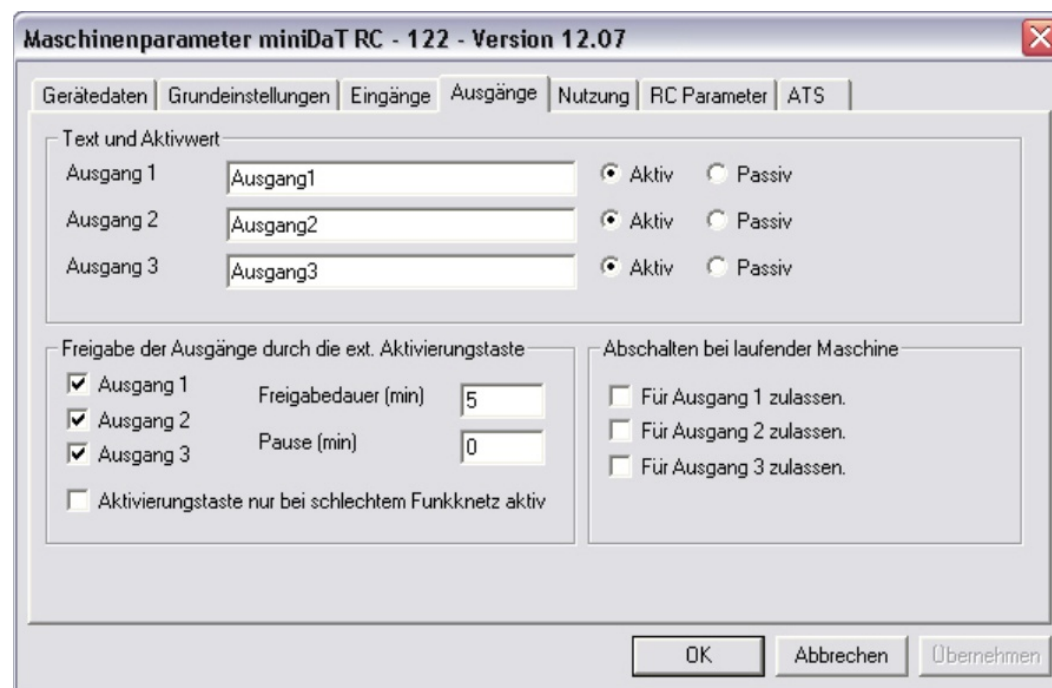 Maschinenparameter miniDaT RC - 122 - Version 12.07
Gerätedaten Grundeinstellungen Eingänge Ausgänge Nutzung RC Parameter ATS
Text und Aktivwert
Ausgang 1 Ausgang1 Aktiv Passiv
Ausgang 2 Ausgang2 Aktiv Passiv
Ausgang 3 Ausgang3 Aktiv Passiv
Freigabe der Ausgänge durch die ext. Aktivierungstaste
Ausgang 1
Ausgang 2
Ausgang 3
Freigabedauer (min) 5
Pause (min) 0
Aktivierungstaste nur bei schlechtem Funkknetz aktiv
Abschalten bei laufender Maschine
Für Ausgang 1 zulassen.
Für Ausgang 2 zulassen.
Für Ausgang 3 zulassen.
OK Abbrechen Übernehmen